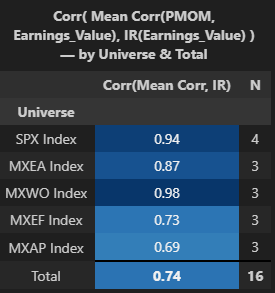 Corr( Mean Corr(PMOM,
Earnings_Value), IR(Earnings_Value) )
— by Universe & Total
Corr(Mean Corr, IR) N
Universe
SPX Index 0.94 4
MXEA Index 0.87 3
MXWO Index 0.98 3
MXEF Index 0.73 3
MXAP Index 0.69 3
Total 0.74 16